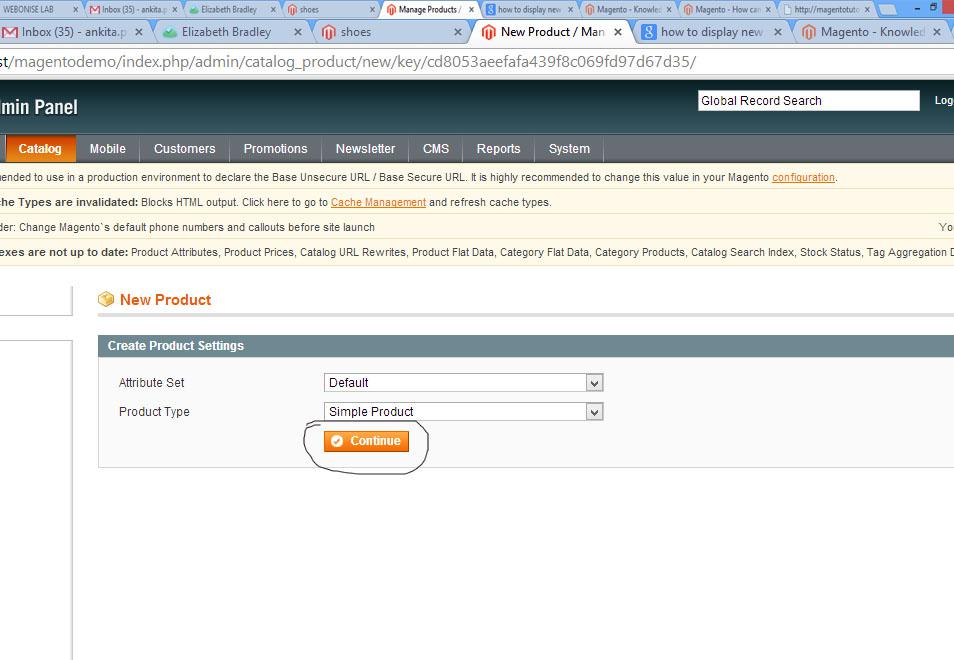 WEBONISE LAB Inbox (35) - ankita.p Elizabeth Bradley shoes Manage Products / how to display new Magento - Knowled Magento - How can http://magentotuto
Inbox (35) - ankita.p Elizabeth Bradley shoes New Product / Man how to display new Magento - Knowled
st/magentodemo/index.php/admin/catalog_product/new/key/cd8053aeefafa439f8c069fd97d67d35/
min Panel Global Record Search Log
Catalog Mobile Customers Promotions Newsletter CMS Reports System
ended to use in a production environment to declare the Base Unsecure URL / Base Secure URL. It is highly recommended to change this value in your Magento configuration.
che Types are invalidated: Blocks HTML output. Click here to go to Cache Management and refresh cache types.
der: Change Magento`s default phone numbers and callouts before site launch Yo
exes are not up to date: Product Attributes, Product Prices, Catalog URL Rewrites, Product Flat Data, Category Flat Data, Category Products, Catalog Search Index, Stock Status, Tag Aggregation D
New Product
Create Product Settings
Attribute Set Default
Product Type Simple Product
Continue